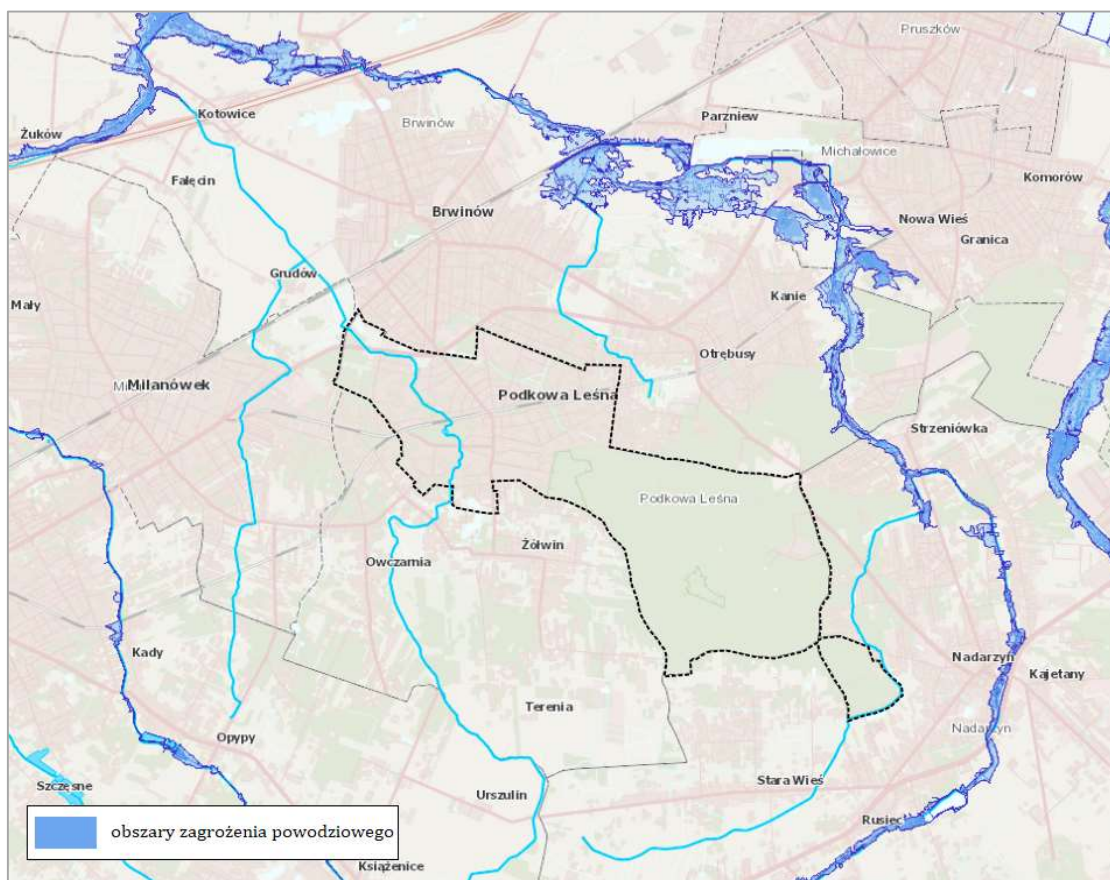 Pruszków
Kotowice
Parzniew
Żuków
Brwinów
Michałowice
Komorów
Falęcin
Brwinów
Nowa Wieś
Granica
Grudów
Kanie
Mały
Otrębusy
Milanówek
Podkowa Leśna
Strzeniówka
Podkowa Leśna
Żółwin
Owczarnia
Kady
Nadarzyn
Kajetany
Terenia
Nadarzyn
Opypy
Szczęsne
Urszulin
Stara Wieś
obszary zagrożenia powodziowego
Rusiec
Książenice